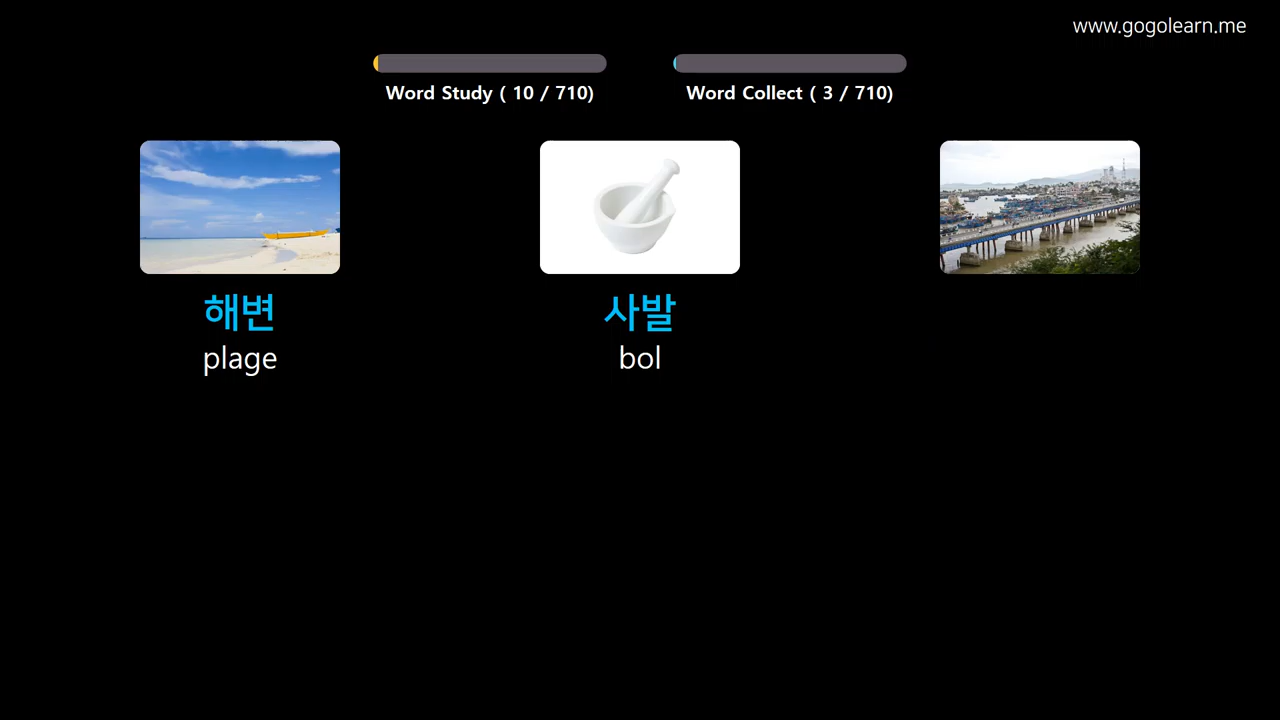 www.gogolearn.me
Word Study ( 10 / 710)
Word Collect ( 3 / 710)
해변
plage
사발
bol